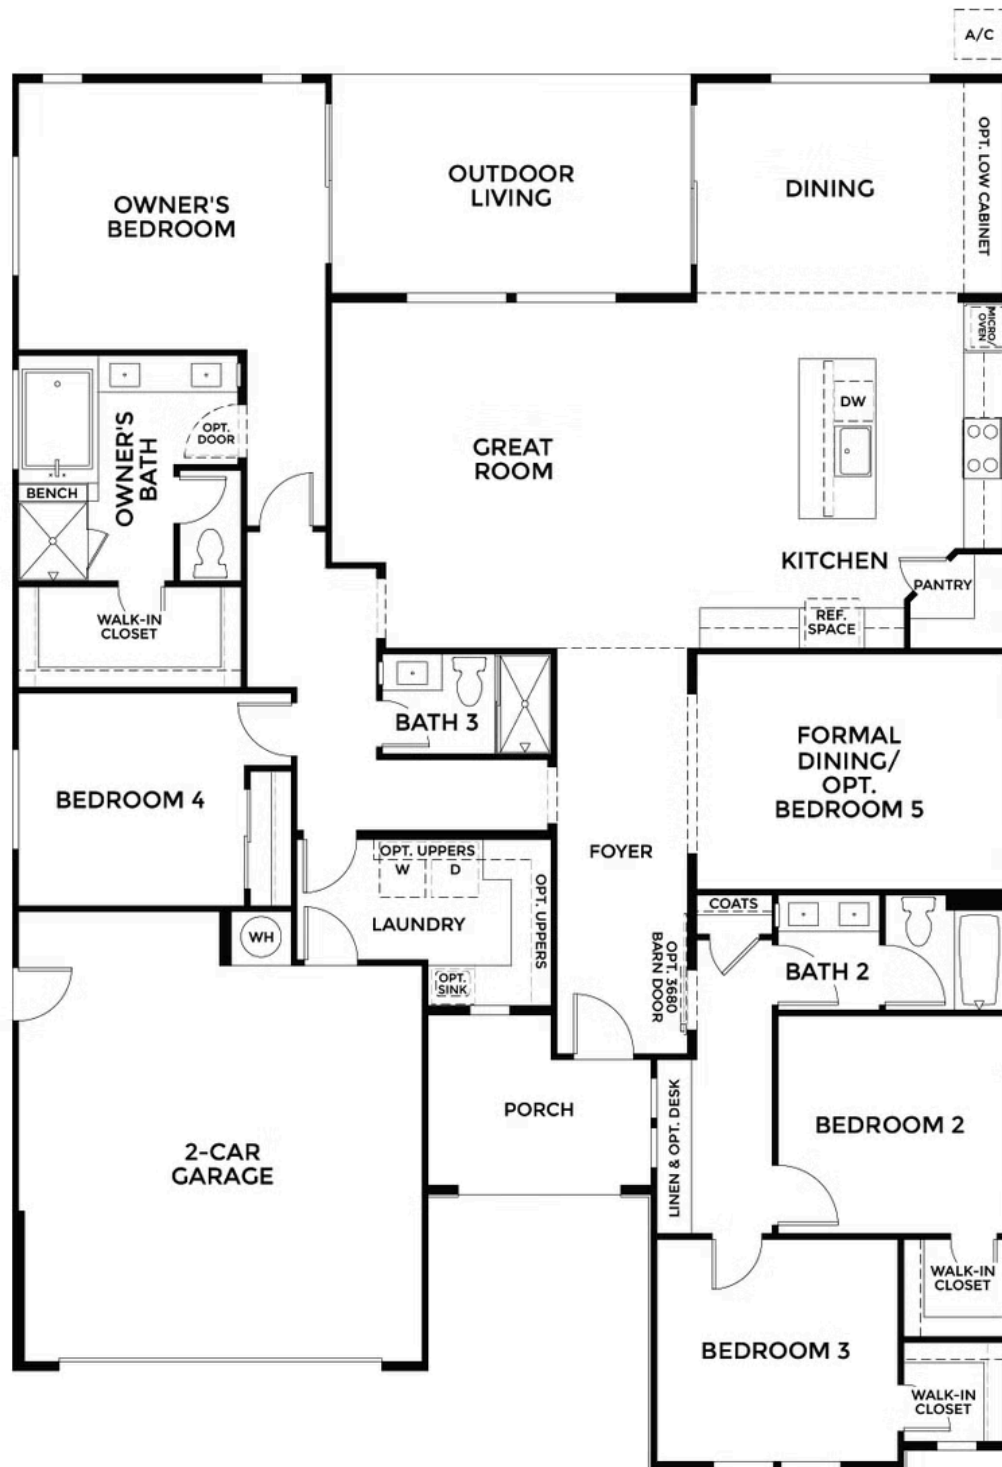 A/C
OWNER'S
BEDROOM
OUTDOOR
LIVING
DINING
OPT. LOW CABINET
MICRO/
OVEN
OWNER'S
BATH
OPT.
DOOR
BENCH
GREAT
ROOM
DW
KITCHEN
PANTRY
REF.
SPACE
WALK-IN
CLOSET
BATH 3
BEDROOM 4
FORMAL
DINING/
OPT.
BEDROOM 5
FOYER
OPT. UPPERS
W
D
OPT. UPPERS
LAUNDRY
WH
OPT.
SINK
COATS
OPT. 3680
BARN DOOR
BATH 2
2-CAR
GARAGE
PORCH
LINEN & OPT. DESK
BEDROOM 2
WALK-IN
CLOSET
BEDROOM 3
WALK-IN
CLOSET